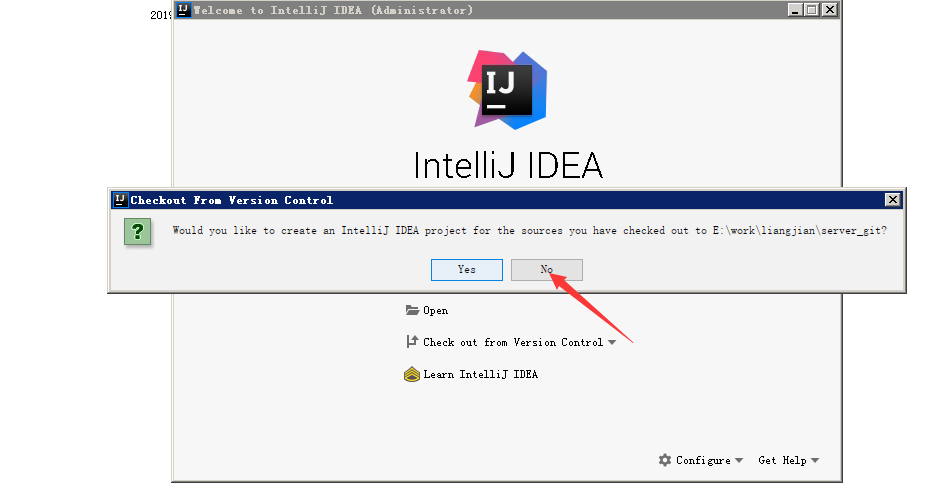 2019
Welcome to IntelliJ IDEA (Administrator)
IJ
IntelliJ IDEA
Checkout From Version Control
Would you like to create an IntelliJ IDEA project for the sources you have checked out to E:\work\liangjian\server_git?
Yes
No
Open
Check out from Version Control
Learn IntelliJ IDEA
Configure
Get Help